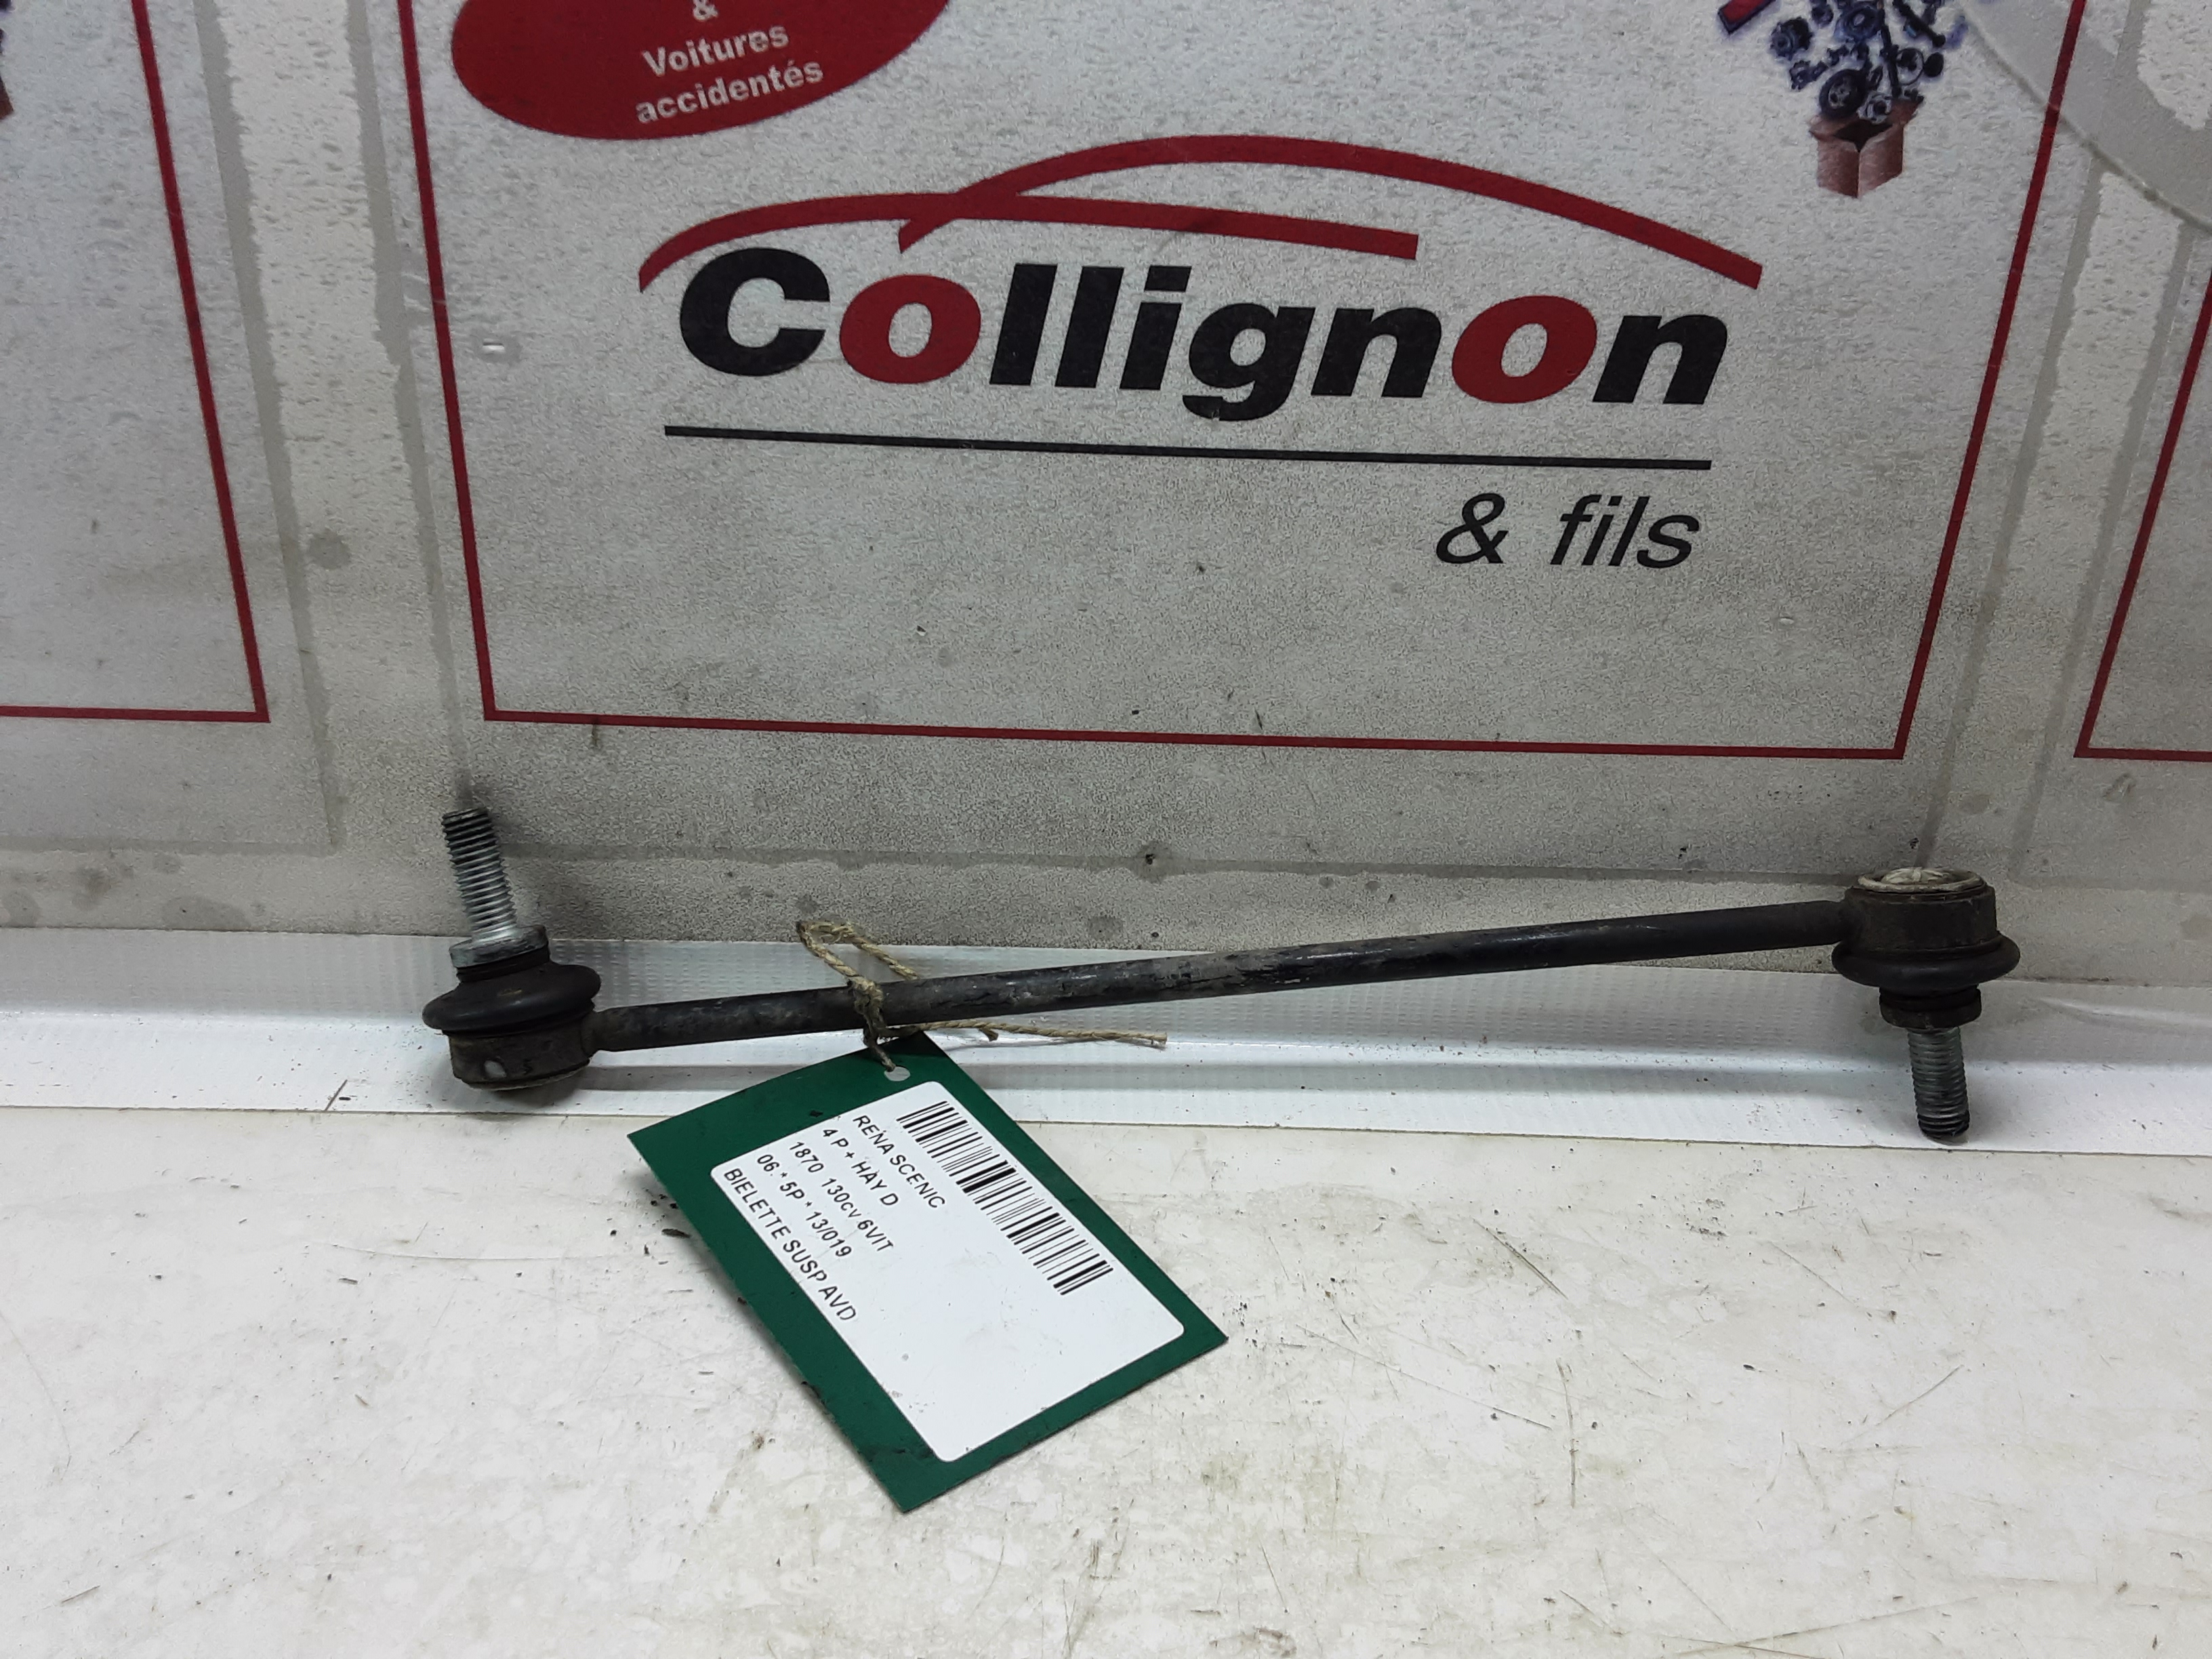 &
Voitures
accidentés
Collignon
& fils
RENA SCENIC
4 P + HAY D
1870 130cv 6VIT
06 * 5P * 13/019
BIELETTE SUSP AVD